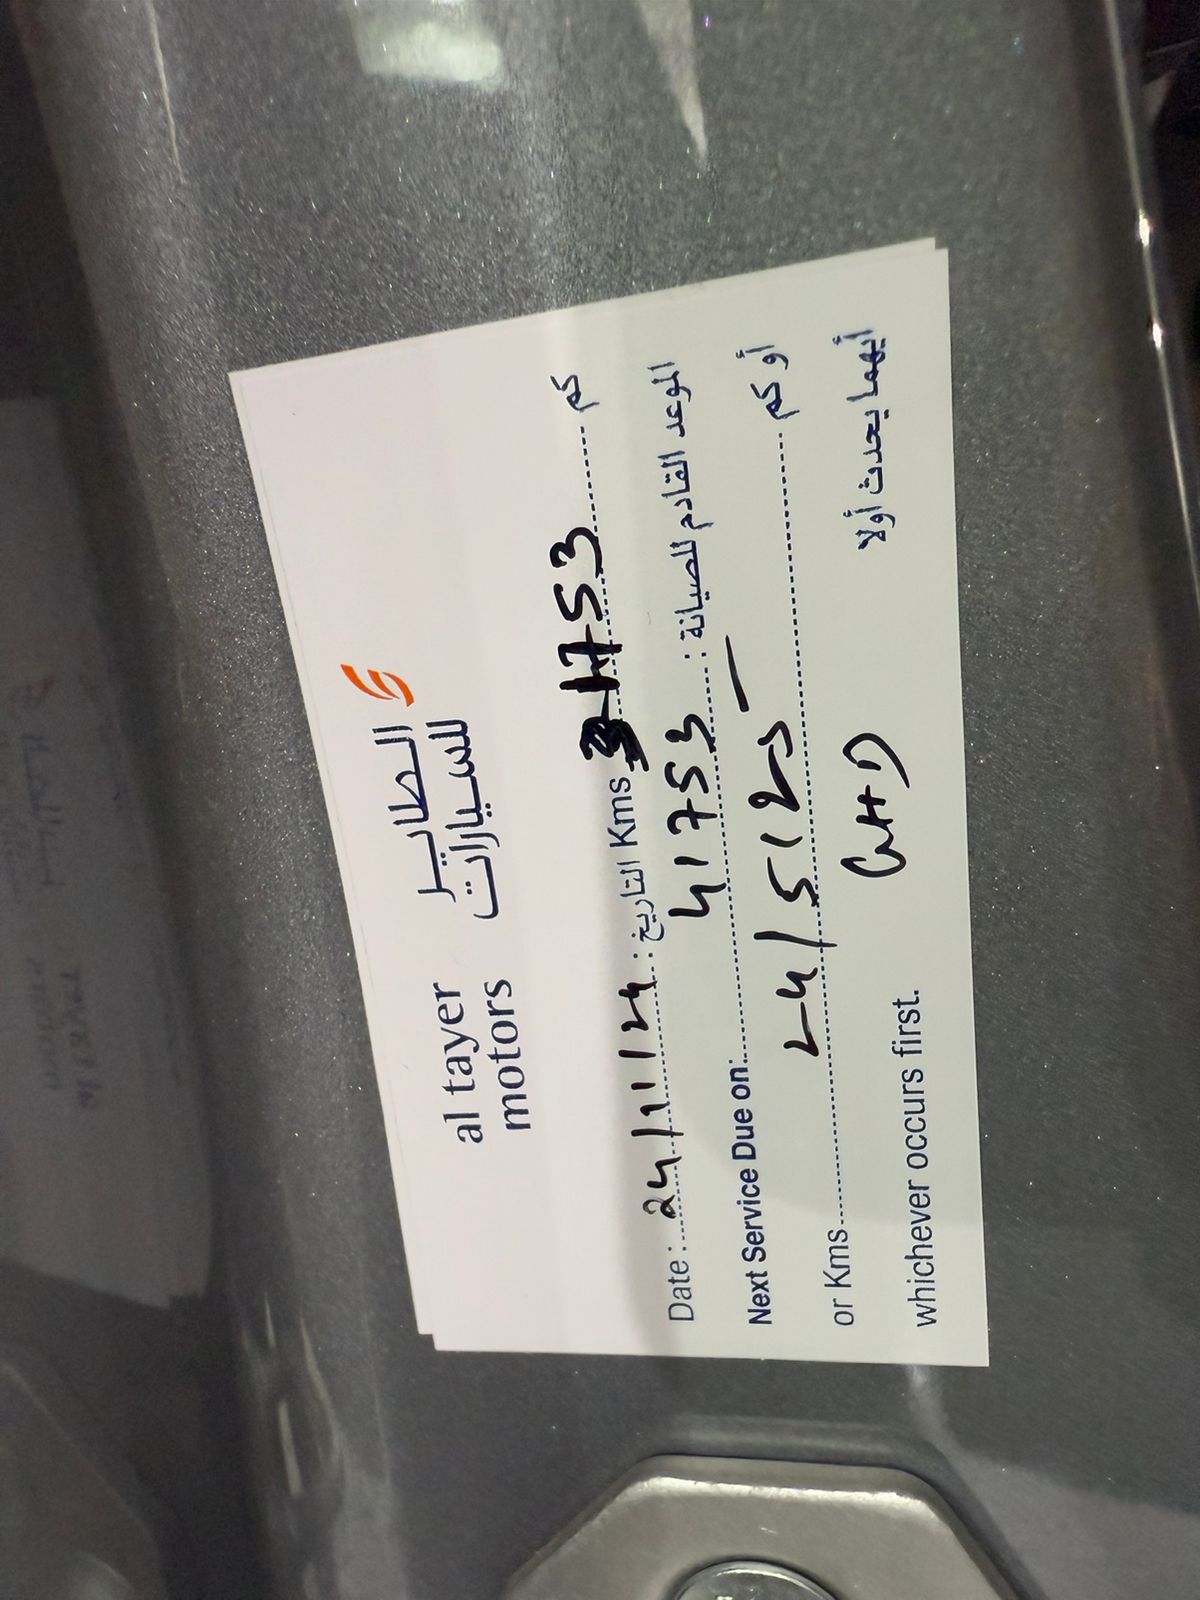 al tayer
motors
الطاير
للسيارات
Date : 24/11/24 : التاريخ Kms 31753 كم
Next Service Due on: 41753 : الموعد القادم للصيانة
or Kms 24/5/25 أو كم
whichever occurs first. أيهما يحدث أولا